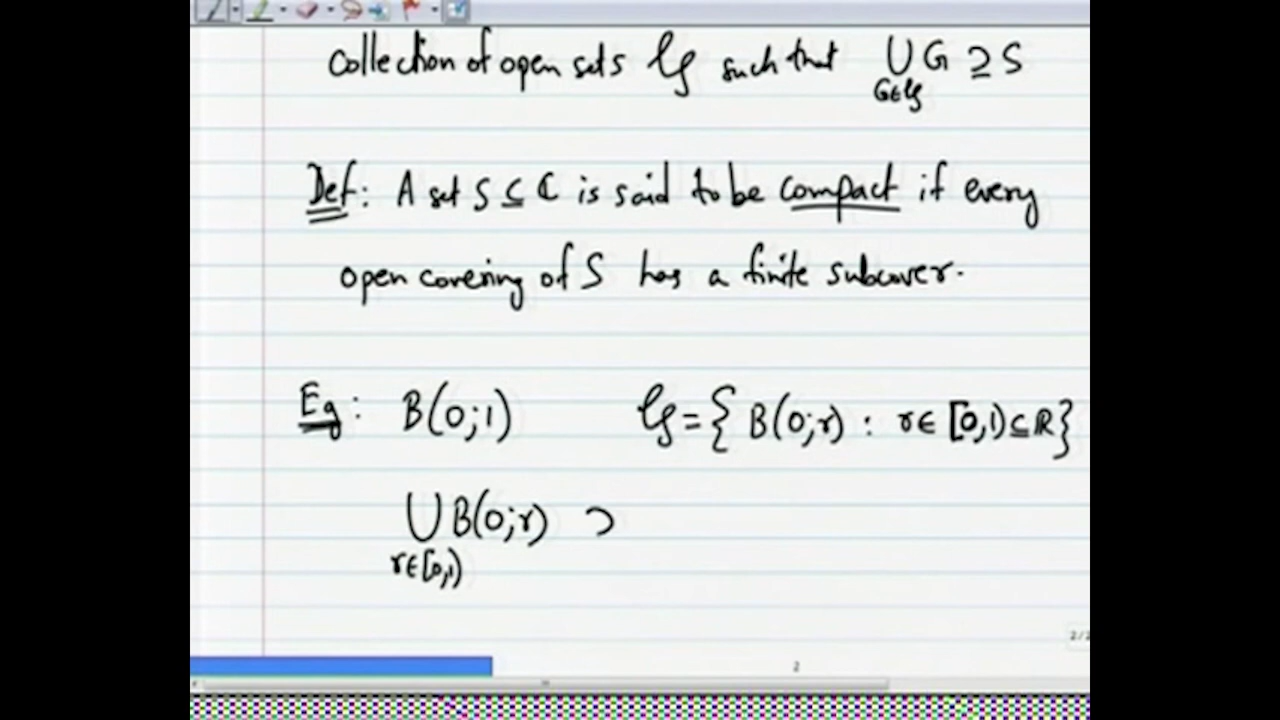 Collection of open sets 𝒢 such that ⋃ G ⊇ S
G∈𝒢
Def: A set S ⊆ ℂ is said to be compact if every
open covering of S has a finite subcover.
Eg: B(0;1) 𝒢 = { B(0;r) : r∈ [0,1) ⊆ ℝ}
⋃ B(0;r) ⊃
r∈[0,1)
2